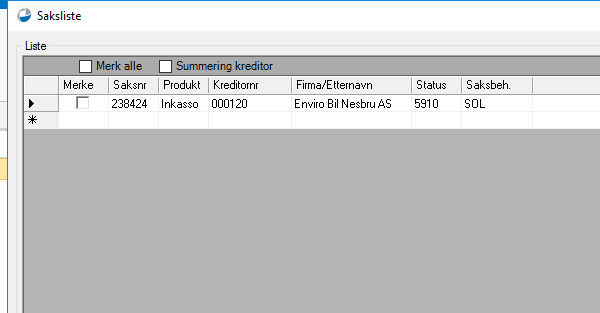 Saksliste
Liste
Merk alle Summering kreditor
Merke Saksnr Produkt Kreditornr Firma/Etternavn Status Saksbeh.
238424 Inkasso 000120 Enviro Bil Nesbru AS 5910 SOL